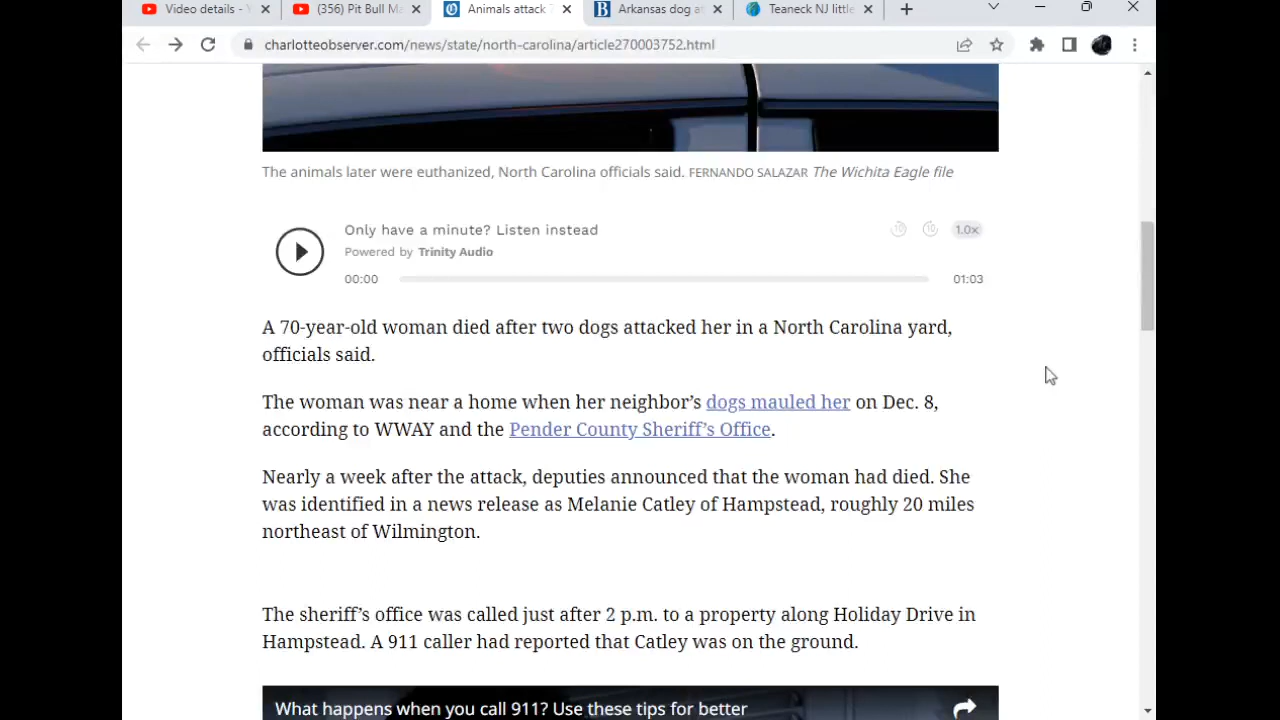 Video details - Y
(356) Pit Bull Ma
Animals attack 7
Arkansas dog at
Teaneck NJ little
charlotteobserver.com/news/state/north-carolina/article270003752.html
The animals later were euthanized, North Carolina officials said. FERNANDO SALAZAR The Wichita Eagle file
Only have a minute? Listen instead
10 10 1.0x
Powered by Trinity Audio
00:00 01:03
A 70-year-old woman died after two dogs attacked her in a North Carolina yard,
officials said.
The woman was near a home when her neighbor's dogs mauled her on Dec. 8,
according to WWAY and the Pender County Sheriff's Office.
Nearly a week after the attack, deputies announced that the woman had died. She
was identified in a news release as Melanie Catley of Hampstead, roughly 20 miles
northeast of Wilmington.
The sheriff's office was called just after 2 p.m. to a property along Holiday Drive in
Hampstead. A 911 caller had reported that Catley was on the ground.
What happens when you call 911? Use these tips for better